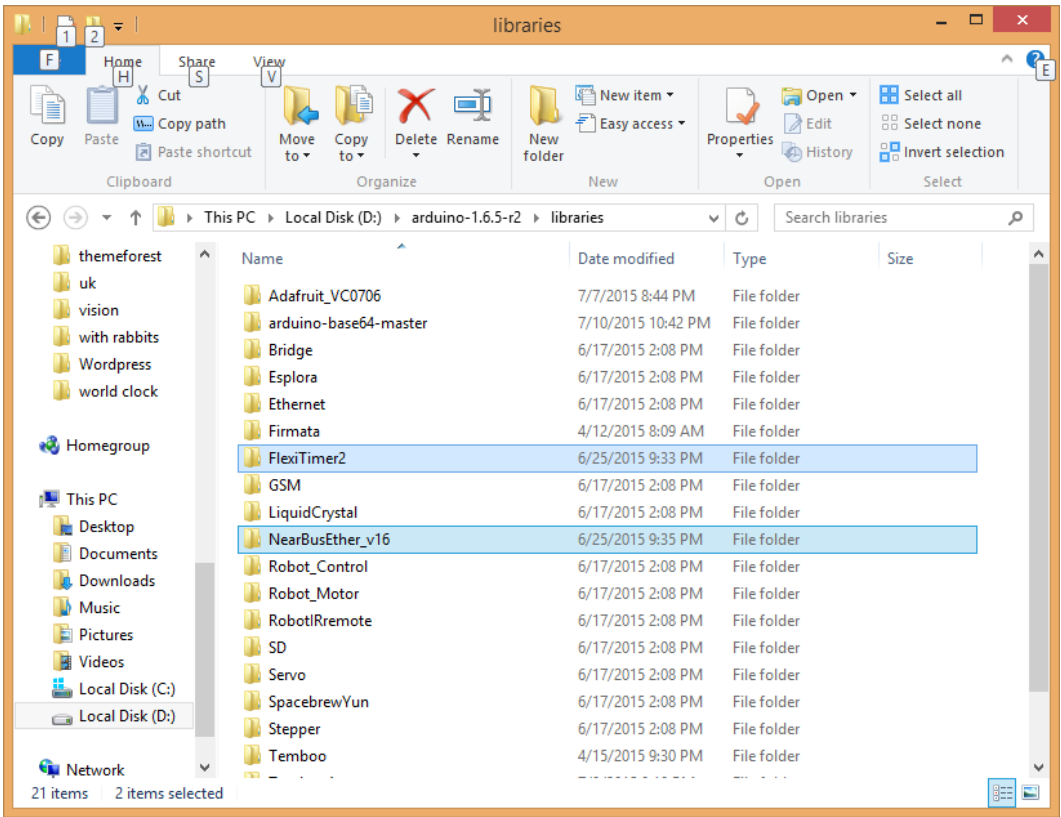 libraries
1 2
F Home Share View
H S V E
Copy Paste Cut Copy path Paste shortcut
Move to Copy to Delete Rename
New folder New item Easy access
Properties Open Edit History
Select all Select none Invert selection
Clipboard Organize New Open Select
This PC Local Disk (D:) arduino-1.6.5-r2 libraries Search libraries
themeforest
uk
vision
with rabbits
Wordpress
world clock
Homegroup
This PC
Desktop
Documents
Downloads
Music
Pictures
Videos
Local Disk (C:)
Local Disk (D:)
Network
Name Date modified Type Size
Adafruit_VC0706 7/7/2015 8:44 PM File folder
arduino-base64-master 7/10/2015 10:42 PM File folder
Bridge 6/17/2015 2:08 PM File folder
Esplora 6/17/2015 2:08 PM File folder
Ethernet 6/17/2015 2:08 PM File folder
Firmata 4/12/2015 8:09 AM File folder
FlexiTimer2 6/25/2015 9:33 PM File folder
GSM 6/17/2015 2:08 PM File folder
LiquidCrystal 6/17/2015 2:08 PM File folder
NearBusEther_v16 6/25/2015 9:35 PM File folder
Robot_Control 6/17/2015 2:08 PM File folder
Robot_Motor 6/17/2015 2:08 PM File folder
RobotIRremote 6/17/2015 2:08 PM File folder
SD 6/17/2015 2:08 PM File folder
Servo 6/17/2015 2:08 PM File folder
SpacebrewYun 6/17/2015 2:08 PM File folder
Stepper 6/17/2015 2:08 PM File folder
Temboo 4/15/2015 9:30 PM File folder
21 items 2 items selected